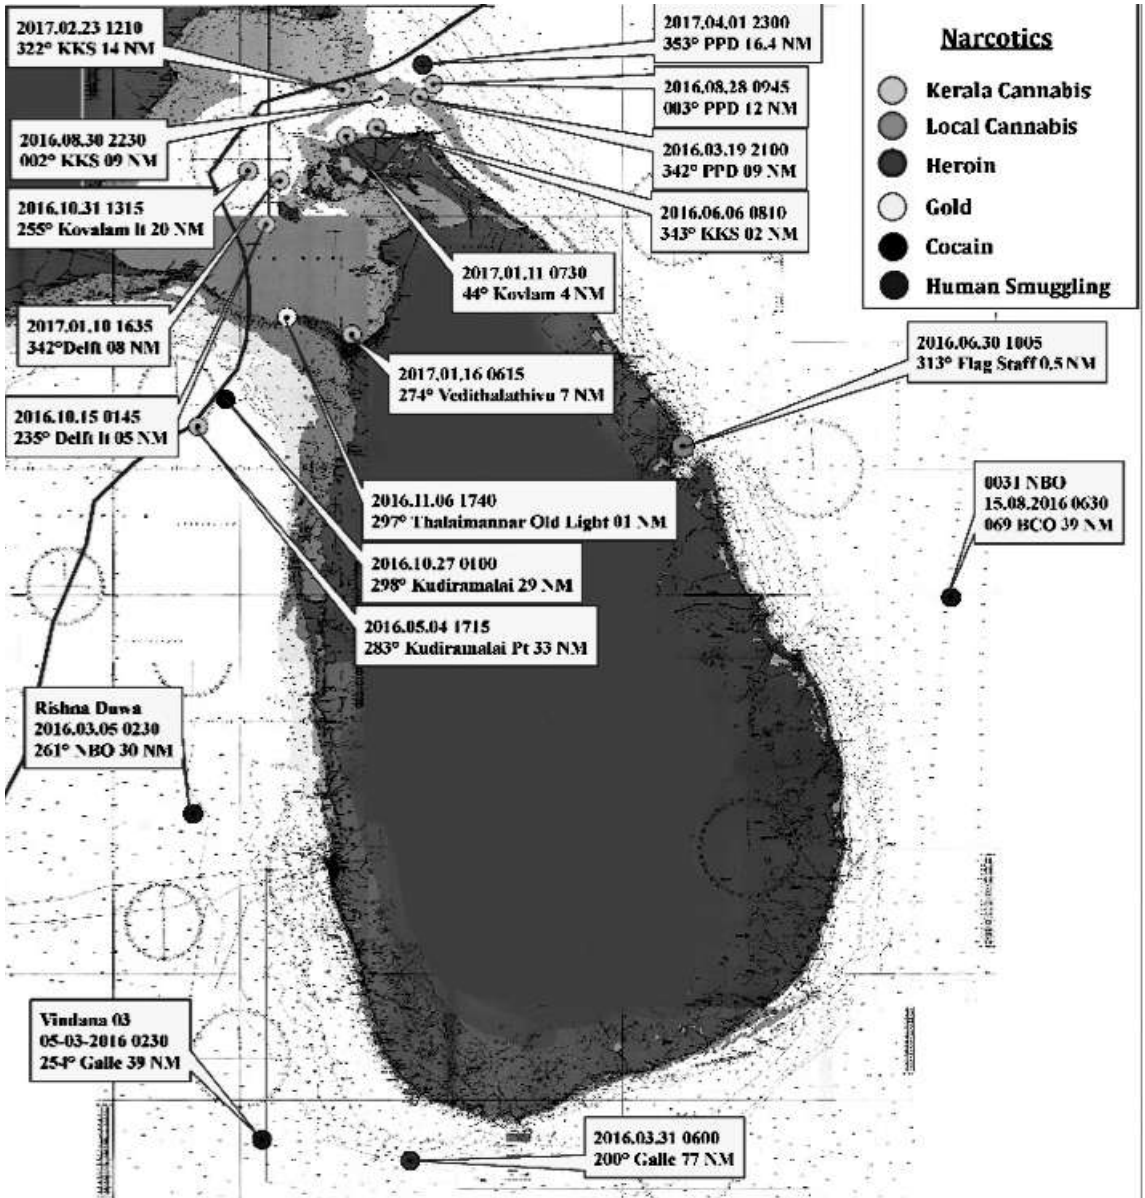 2017.02.23 1210
322° KKS 14 NM
2017.04.01 2300
353° PPD 16.4 NM
2016.08.28 0945
003° PPD 12 NM
2016.08.30 2230
002° KKS 09 NM
2016.03.19 2100
342° PPD 09 NM
2016.10.31 1315
255° Kovalam lt 20 NM
2016.06.06 0810
343° KKS 02 NM
2017.01.11 0730
44° Kovlam 4 NM
2017.01.10 1635
342°Delft 08 NM
2017.01.16 0615
274° Vedithalathivu 7 NM
2016.06.30 1005
313° Flag Staff 0.5 NM
2016.10.15 0145
235° Delft lt 05 NM
2016.11.06 1740
297° Thalaimannar Old Light 01 NM
0031 NBO
15.08.2016 0630
069 BCO 39 NM
2016.10.27 0100
298° Kudiramalai 29 NM
2016.05.04 1715
283° Kudiramalai Pt 33 NM
Rishna Duwa
2016.03.05 0230
261° NBO 30 NM
Vindana 03
05-03-2016 0230
254° Galle 39 NM
2016.03.31 0600
200° Galle 77 NM
Narcotics
Kerala Cannabis
Local Cannabis
Heroin
Gold
Cocain
Human Smuggling